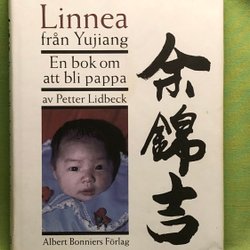 Linnea
från Yujiang
En bok om
att bli pappa
av Petter Lidbeck
余錦吉
Albert Bonniers Förlag